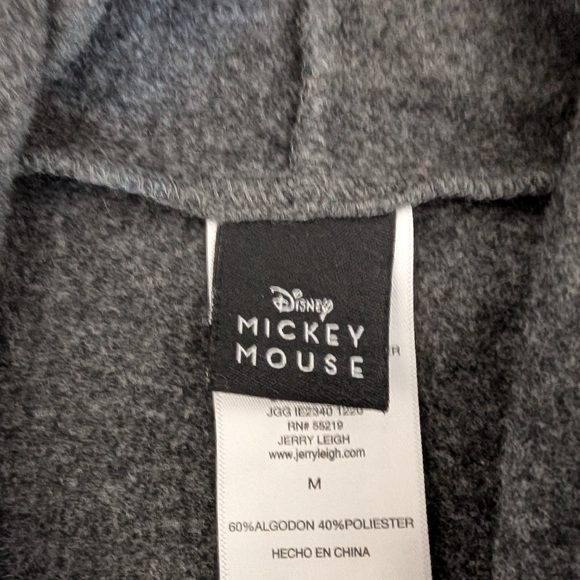 Disney
MICKEY
MOUSE
R
JGG IE2340 1220
RN# 55219
JERRY LEIGH
www.jerryleigh.com
M
60%ALGODON 40%POLIESTER
HECHO EN CHINA